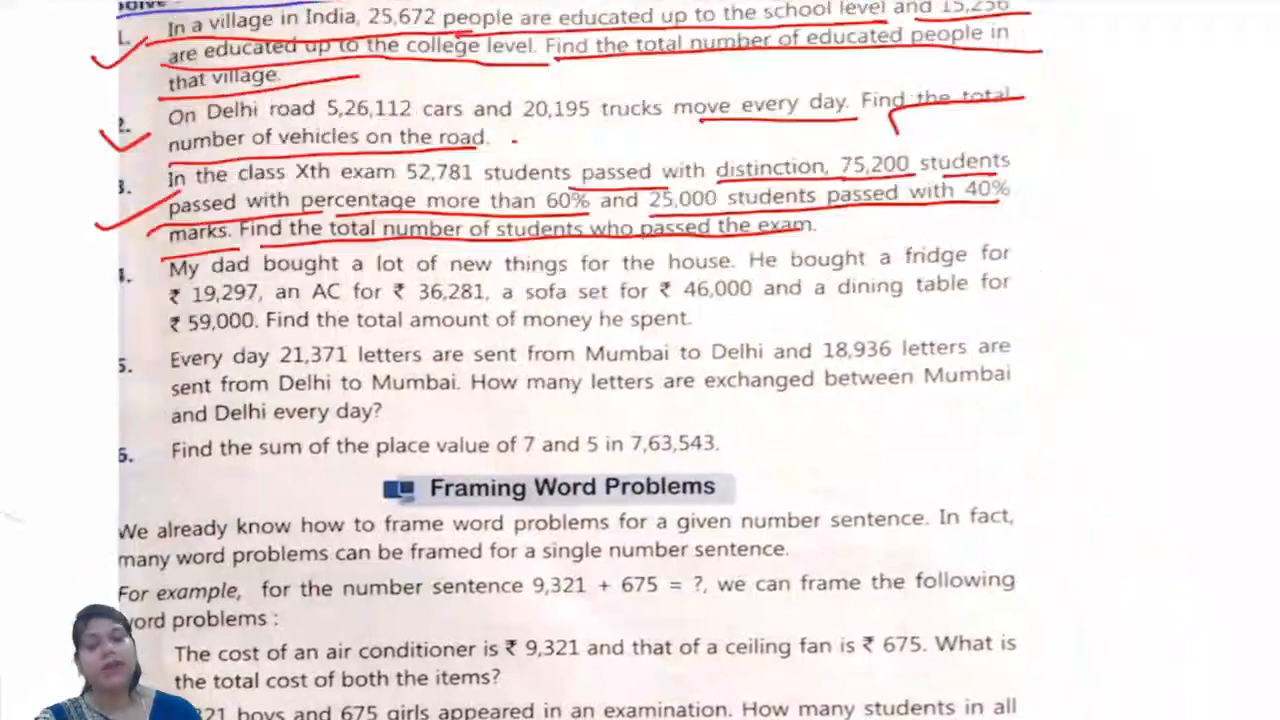 1. In a village in India, 25,672 people are educated up to the school level and 15,256
are educated up to the college level. Find the total number of educated people in
that village.
2. On Delhi road 5,26,112 cars and 20,195 trucks move every day. Find the total
number of vehicles on the road.
3. In the class Xth exam 52,781 students passed with distinction, 75,200 students
passed with percentage more than 60% and 25,000 students passed with 40%
marks. Find the total number of students who passed the exam.
4. My dad bought a lot of new things for the house. He bought a fridge for
₹ 19,297, an AC for ₹ 36,281, a sofa set for ₹ 46,000 and a dining table for
₹ 59,000. Find the total amount of money he spent.
5. Every day 21,371 letters are sent from Mumbai to Delhi and 18,936 letters are
sent from Delhi to Mumbai. How many letters are exchanged between Mumbai
and Delhi every day?
6. Find the sum of the place value of 7 and 5 in 7,63,543.
Framing Word Problems
We already know how to frame word problems for a given number sentence. In fact,
many word problems can be framed for a single number sentence.
For example, for the number sentence 9,321 + 675 = ?, we can frame the following
word problems :
The cost of an air conditioner is ₹ 9,321 and that of a ceiling fan is ₹ 675. What is
the total cost of both the items?
321 boys and 675 girls appeared in an examination. How many students in all